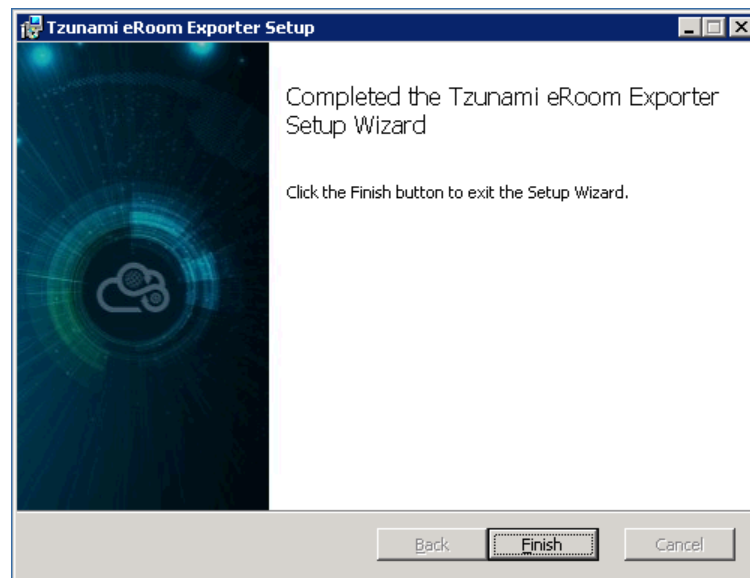 Tzunami eRoom Exporter Setup
Completed the Tzunami eRoom Exporter
Setup Wizard
Click the Finish button to exit the Setup Wizard.
Back Finish Cancel